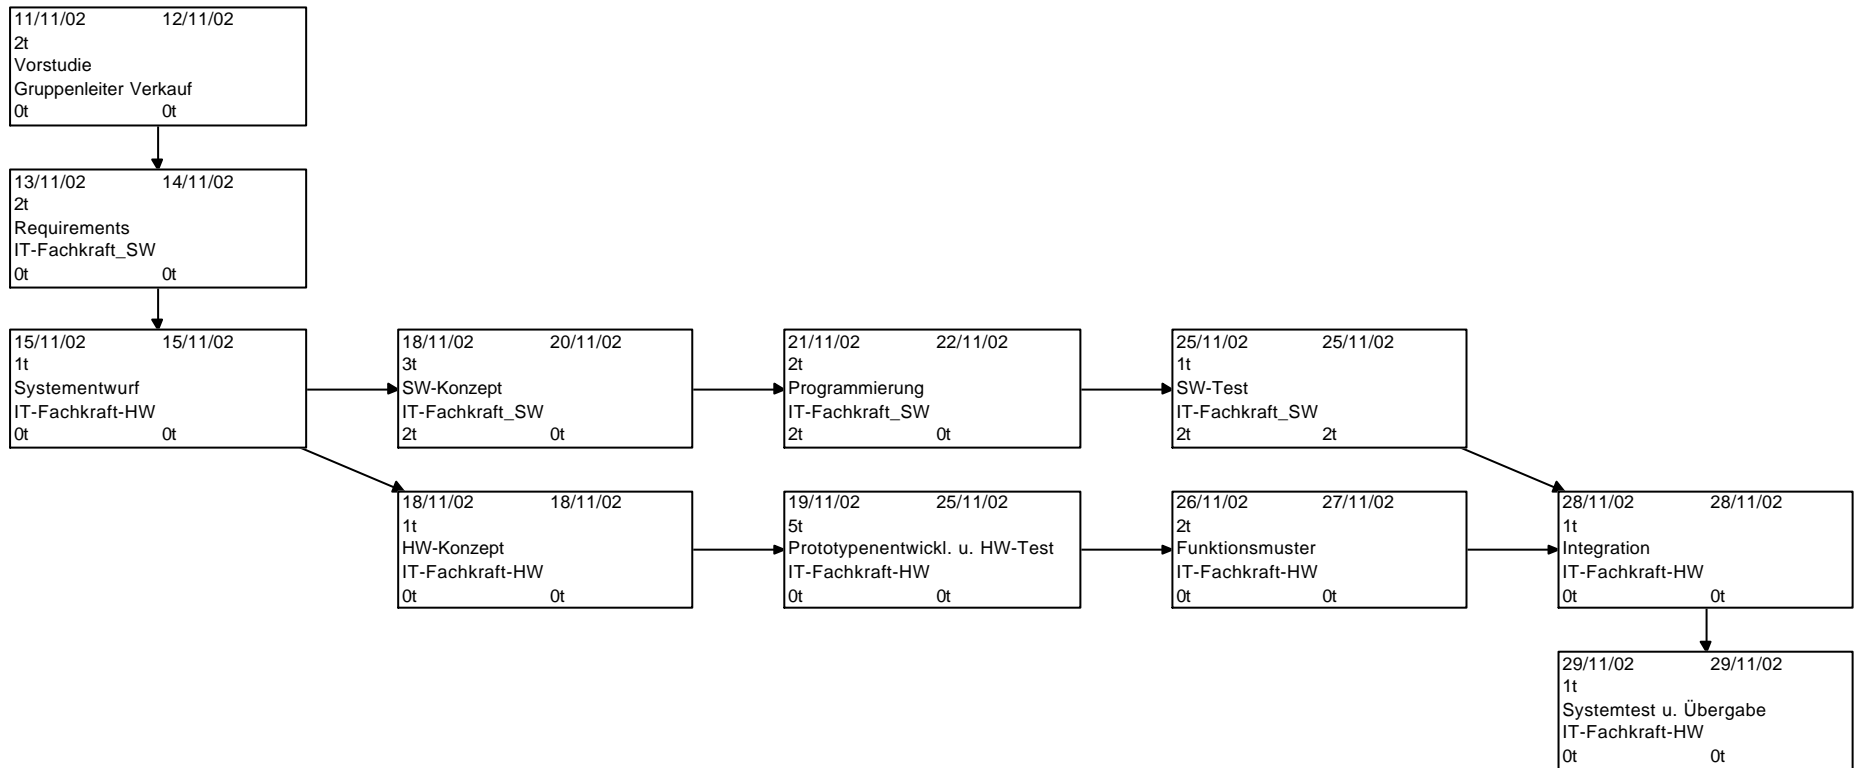 11/11/02 12/11/02
2t
Vorstudie
Gruppenleiter Verkauf
0t 0t
13/11/02 14/11/02
2t
Requirements
IT-Fachkraft_SW
0t 0t
15/11/02 15/11/02
1t
Systementwurf
IT-Fachkraft-HW
0t 0t
18/11/02 20/11/02
3t
SW-Konzept
IT-Fachkraft_SW
2t 0t
21/11/02 22/11/02
2t
Programmierung
IT-Fachkraft_SW
2t 0t
25/11/02 25/11/02
1t
SW-Test
IT-Fachkraft_SW
2t 2t
18/11/02 18/11/02
1t
HW-Konzept
IT-Fachkraft-HW
0t 0t
19/11/02 25/11/02
5t
Prototypenentwickl. u. HW-Test
IT-Fachkraft-HW
0t 0t
26/11/02 27/11/02
2t
Funktionsmuster
IT-Fachkraft-HW
0t 0t
28/11/02 28/11/02
1t
Integration
IT-Fachkraft-HW
0t 0t
29/11/02 29/11/02
1t
Systemtest u. Übergabe
IT-Fachkraft-HW
0t 0t